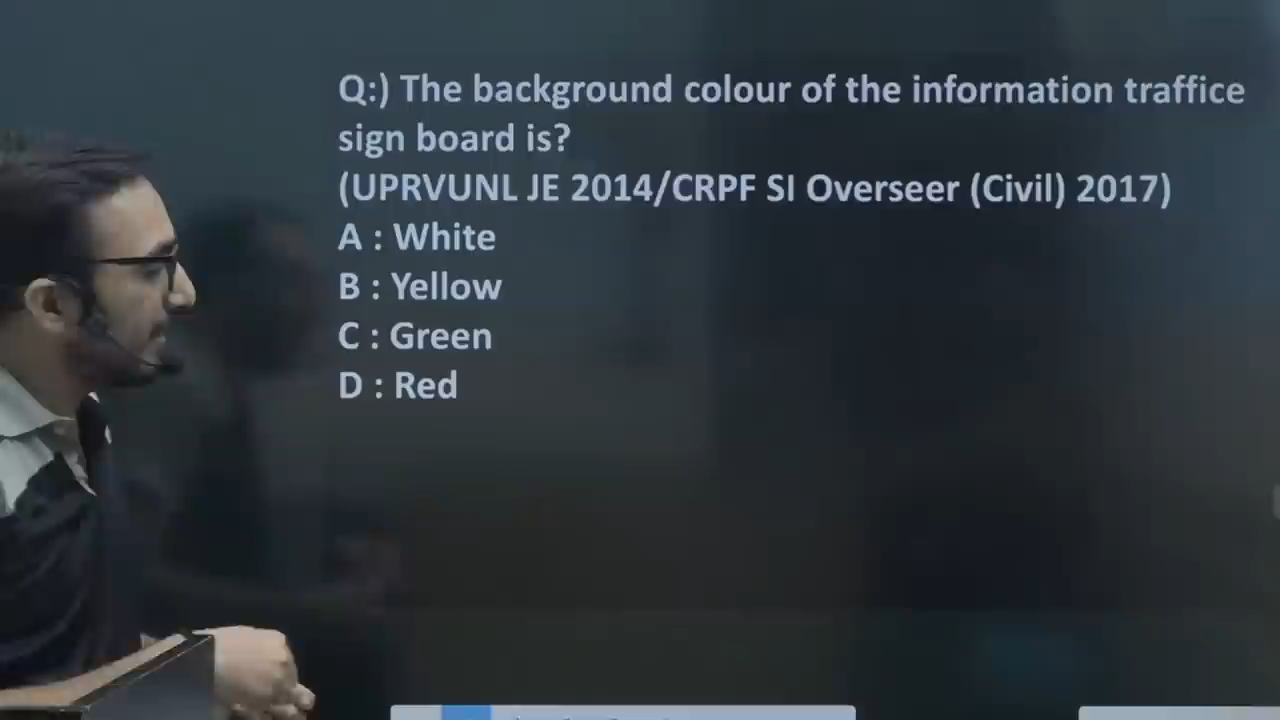 Q:) The background colour of the information traffice
sign board is?
(UPRVUNL JE 2014/CRPF SI Overseer (Civil) 2017)
A : White
B : Yellow
C : Green
D : Red